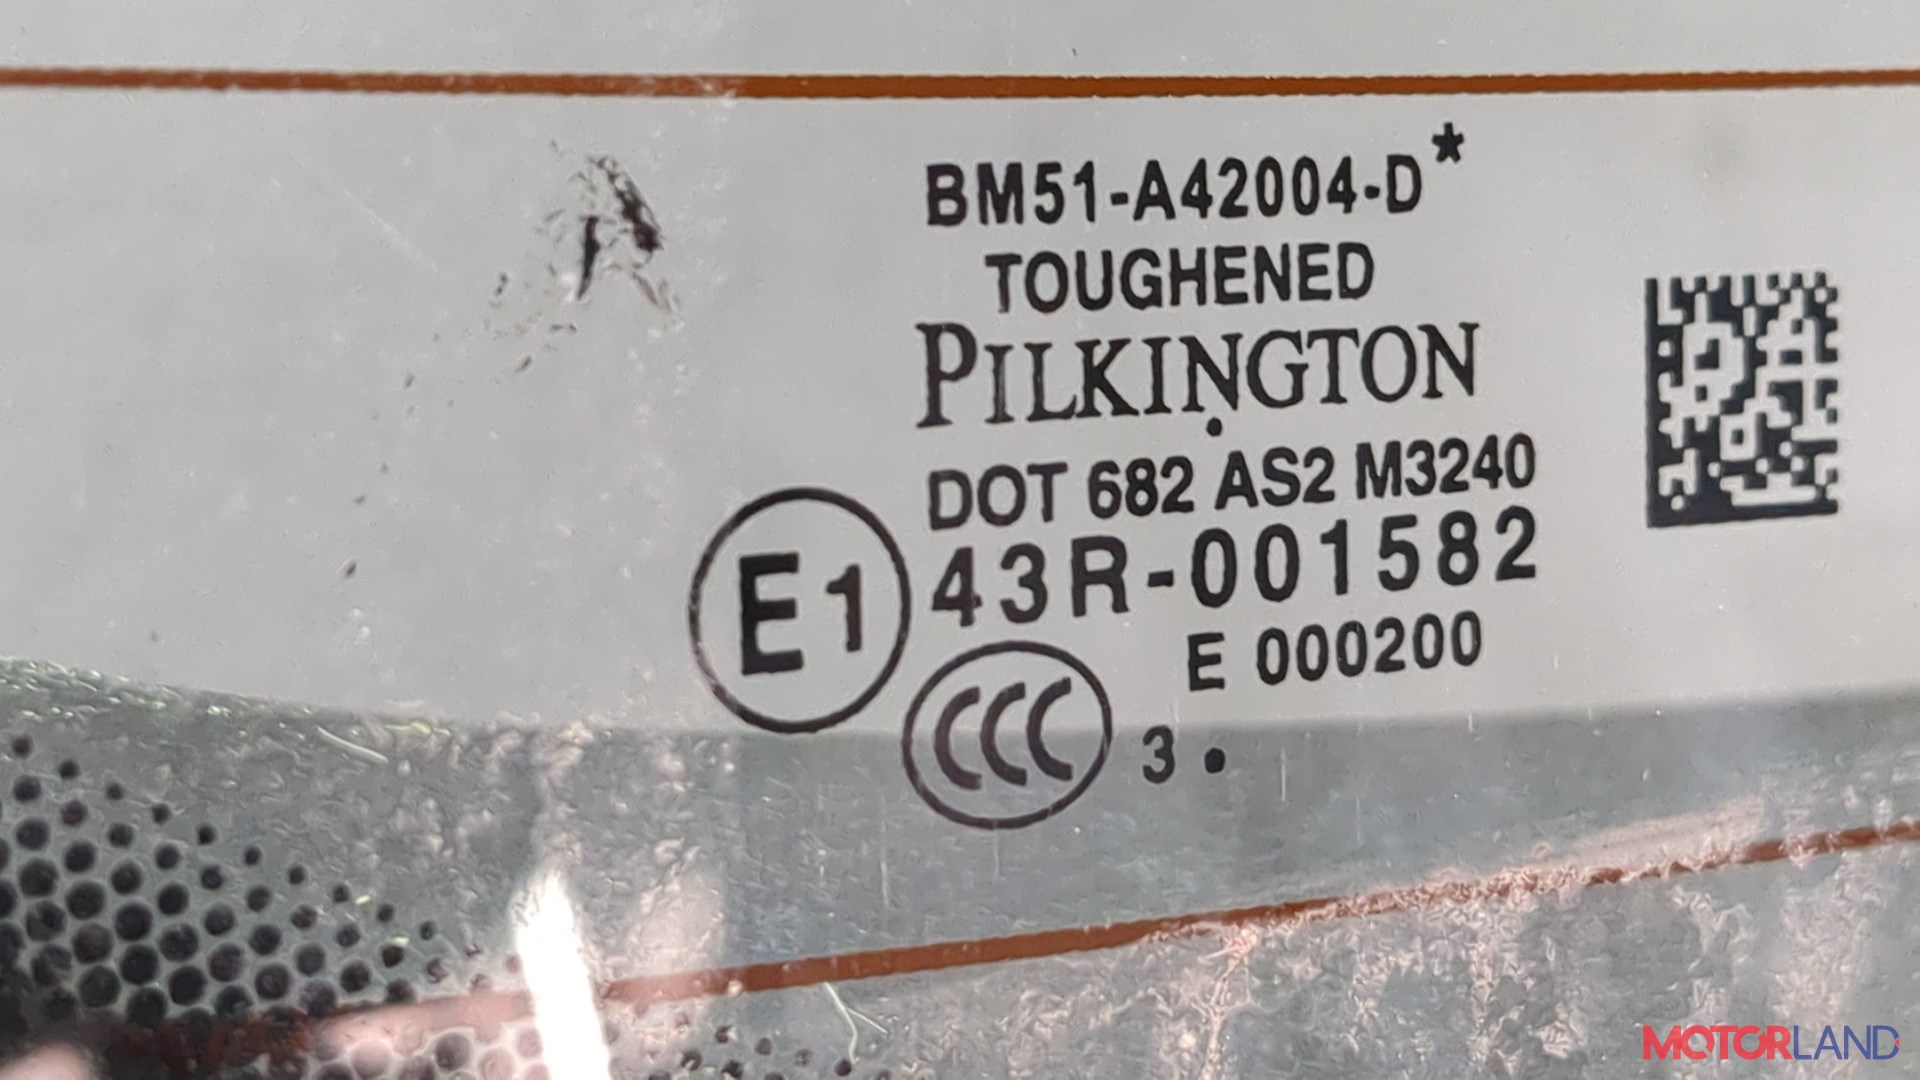 BM51-A42004-D*
TOUGHENED
PILKINGTON
DOT 682 AS2 M3240
E1 43R-001582
E 000200
CCC 3 .
MOTORLAND